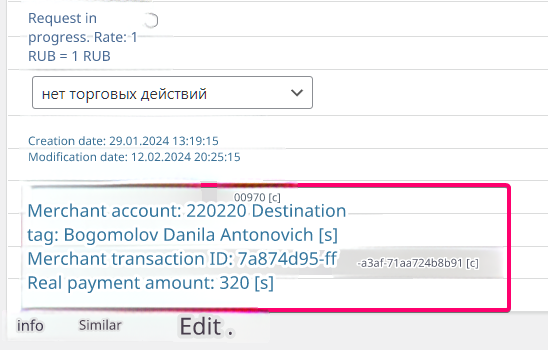 Request in
progress. Rate: 1
RUB = 1 RUB
нет торговых действий
Creation date: 29.01.2024 13:19:15
Modification date: 12.02.2024 20:25:15
00970 [c]
Merchant account: 220220 Destination
tag: Bogomolov Danila Antonovich [s]
Merchant transaction ID: 7a874d95-ff -a3af-71aa724b8b91 [c]
Real payment amount: 320 [s]
info Similar Edit .